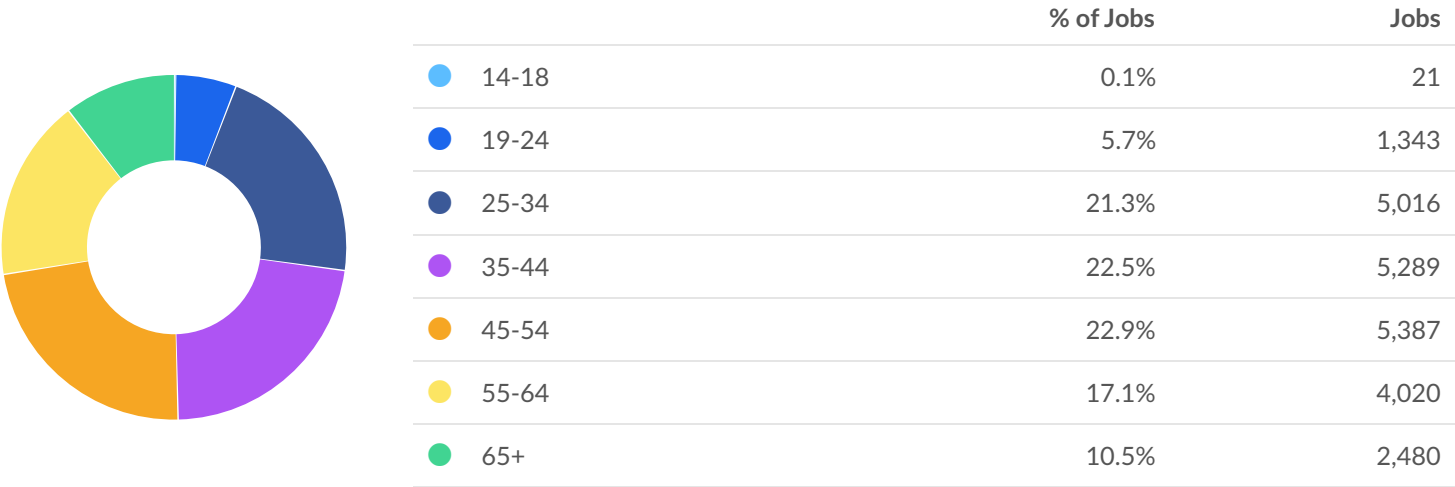 % of Jobs Jobs
14-18 0.1% 21
19-24 5.7% 1,343
25-34 21.3% 5,016
35-44 22.5% 5,289
45-54 22.9% 5,387
55-64 17.1% 4,020
65+ 10.5% 2,480